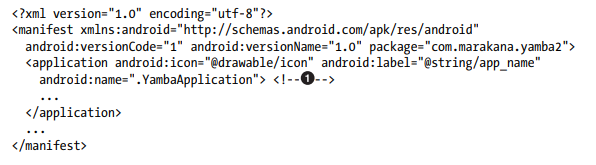 <?xml version="1.0" encoding="utf-8"?>
<manifest xmlns:android="http://schemas.android.com/apk/res/android"
android:versionCode="1" android:versionName="1.0" package="com.marakana.yamba2">
<application android:icon="@drawable/icon" android:label="@string/app_name"
android:name=".YambaApplication"> <!--❶-->
...
</application>
...
</manifest>